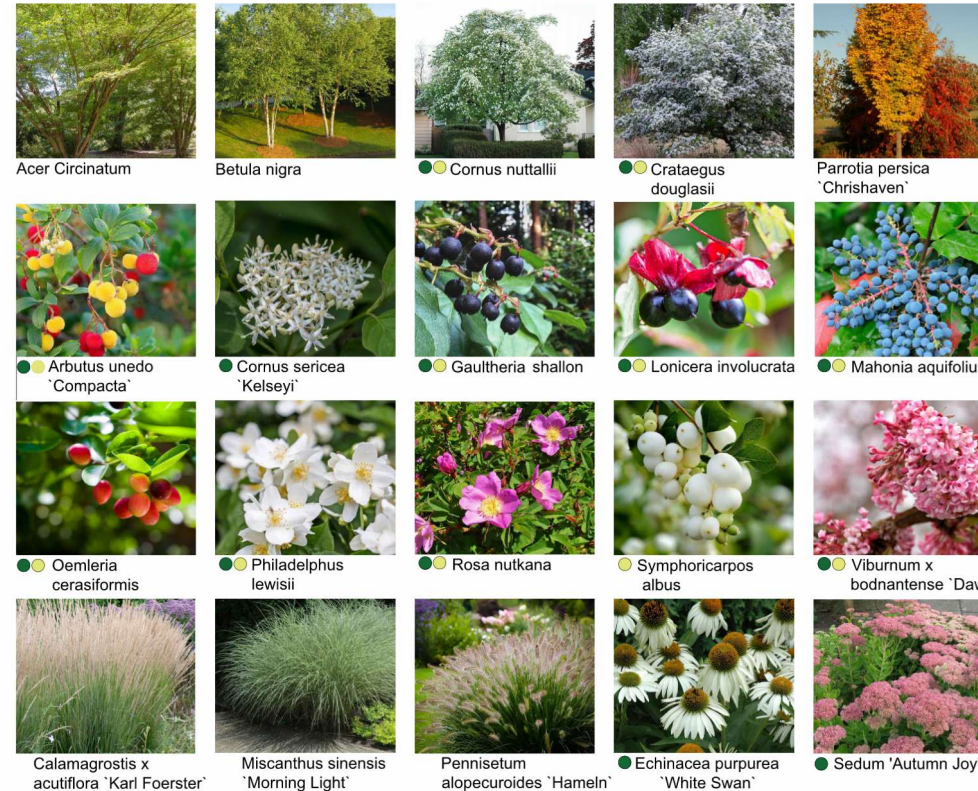 Acer Circinatum
Betula nigra
Cornus nuttallii
Crataegus
douglasii
Parrotia persica
`Chrishaven`
Arbutus unedo
`Compacta`
Cornus sericea
`Kelseyi`
Gaultheria shallon
Lonicera involucrata
Mahonia aquifoliu
Oemleria
cerasiformis
Philadelphus
lewisii
Rosa nutkana
Symphoricarpos
albus
Viburnum x
bodnantense `Daw
Calamagrostis x
acutiflora `Karl Foerster`
Miscanthus sinensis
`Morning Light`
Pennisetum
alopecuroides `Hameln`
Echinacea purpurea
`White Swan`
Sedum 'Autumn Joy